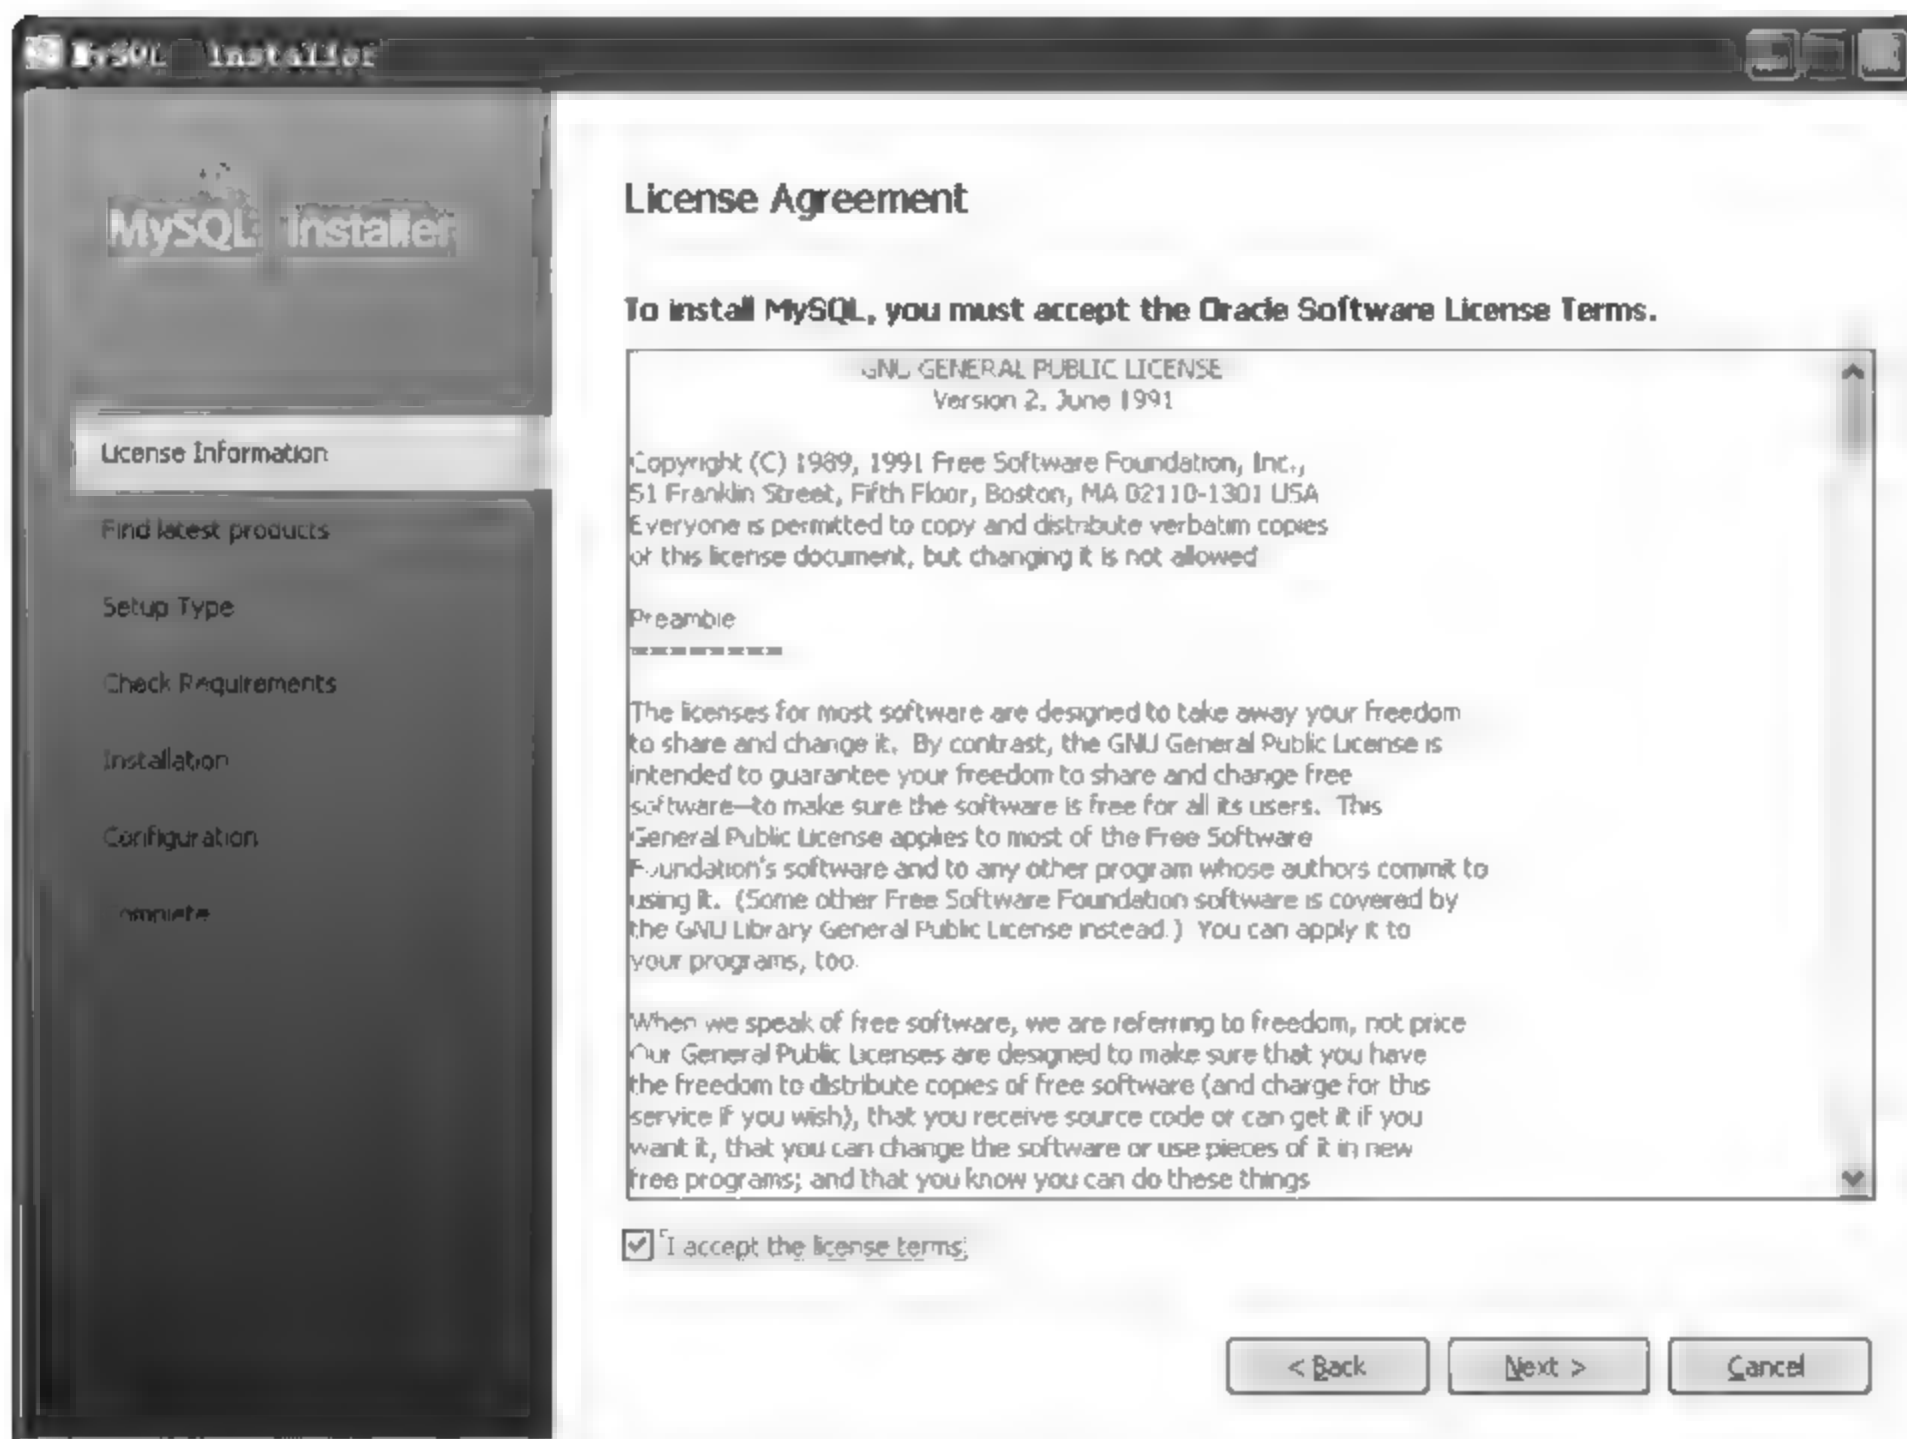 MySQL Installer
MySQL Installer
License Information
Find latest products
Setup Type
Check Requirements
Installation
Configuration
Complete
License Agreement
To install MySQL, you must accept the Oracle Software License Terms.
GNU GENERAL PUBLIC LICENSE
Version 2, June 1991
Copyright (C) 1989, 1991 Free Software Foundation, Inc.,
51 Franklin Street, Fifth Floor, Boston, MA 02110-1301 USA
Everyone is permitted to copy and distribute verbatim copies
of this license document, but changing it is not allowed
Preamble
==========
The licenses for most software are designed to take away your freedom
to share and change it. By contrast, the GNU General Public License is
intended to guarantee your freedom to share and change free
software--to make sure the software is free for all its users. This
General Public License applies to most of the Free Software
Foundation's software and to any other program whose authors commit to
using it. (Some other Free Software Foundation software is covered by
the GNU Library General Public License instead.) You can apply it to
your programs, too.
When we speak of free software, we are referring to freedom, not price
Our General Public Licenses are designed to make sure that you have
the freedom to distribute copies of free software (and charge for this
service if you wish), that you receive source code or can get it if you
want it, that you can change the software or use pieces of it in new
free programs; and that you know you can do these things
I accept the license terms
< Back
Next >
Cancel